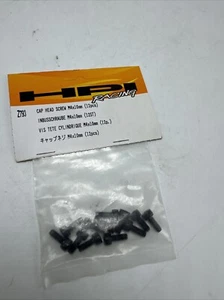 HPI
RACING
Z793
CAP HEAD SCREW M4x10mm (12pcs)
INBUSSCHRAUBE M4x10mm (12ST)
VIS TETE CYLINDRIQUE M4x10mm (12p.)
キャップネジ M4x10mm (12pcs)